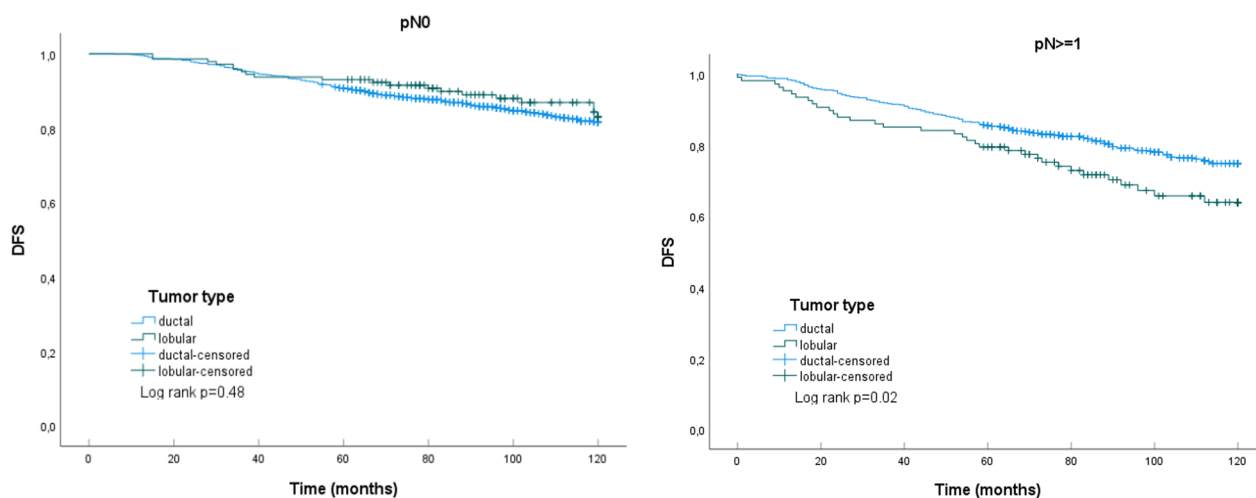 pN0
1,0
0,8
0,6
0,4
0,2
0,0
DFS
Tumor type
ductal
lobular
ductal-censored
lobular-censored
Log rank p=0.48
0 20 40 60 80 100 120
Time (months)
pN>=1
1,0
0,8
0,6
0,4
0,2
0,0
DFS
Tumor type
ductal
lobular
ductal-censored
lobular-censored
Log rank p=0.02
0 20 40 60 80 100 120
Time (months)